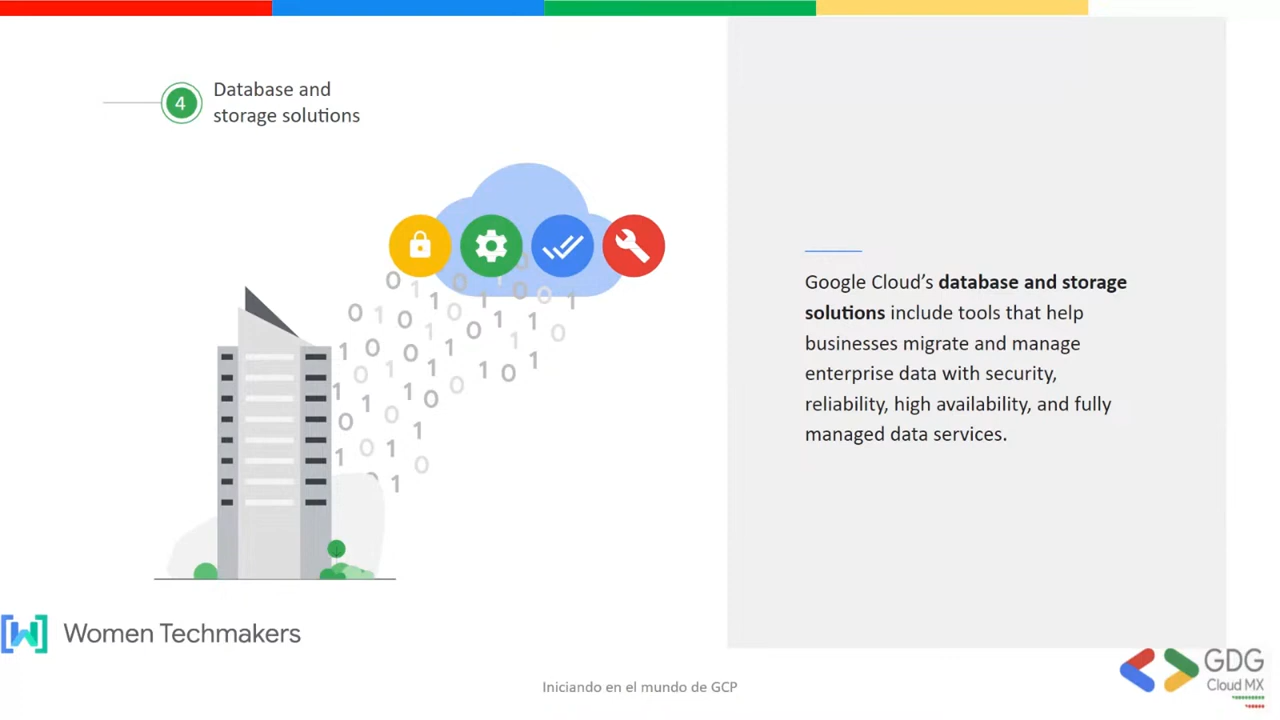 4
Database and
storage solutions
Google Cloud’s database and storage
solutions include tools that help
businesses migrate and manage
enterprise data with security,
reliability, high availability, and fully
managed data services.
Women Techmakers
Iniciando en el mundo de GCP
GDG
Cloud MX